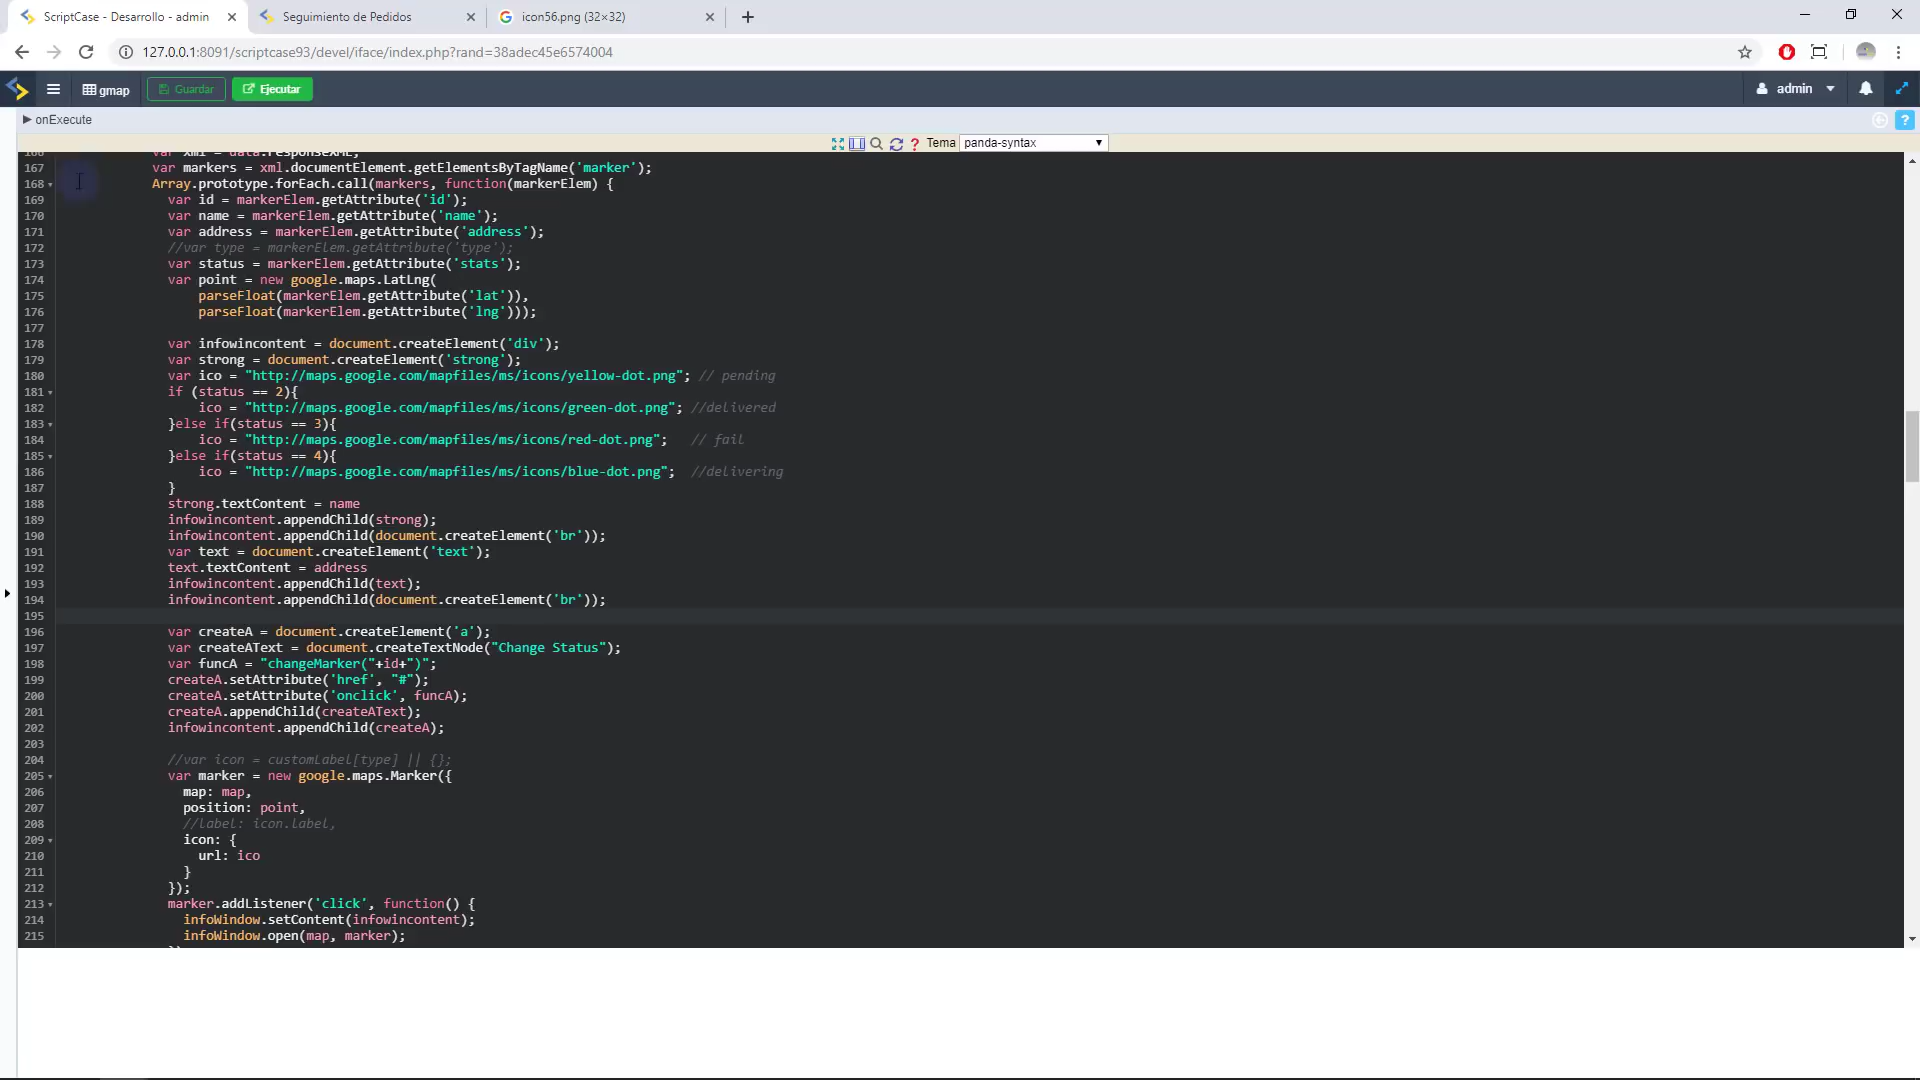 ScriptCase - Desarrollo - admin
Seguimiento de Pedidos
icon56.png (32×32)
127.0.0.1:8091/scriptcase93/devel/iface/index.php?rand=38adec45e6574004
gmap
Guardar
Ejecutar
admin
onExecute
Tema
panda-syntax
166 var xml = data.responseXML;
167 var markers = xml.documentElement.getElementsByTagName('marker');
168 Array.prototype.forEach.call(markers, function(markerElem) {
169 var id = markerElem.getAttribute('id');
170 var name = markerElem.getAttribute('name');
171 var address = markerElem.getAttribute('address');
172 //var type = markerElem.getAttribute('type');
173 var status = markerElem.getAttribute('stats');
174 var point = new google.maps.LatLng(
175 parseFloat(markerElem.getAttribute('lat')),
176 parseFloat(markerElem.getAttribute('lng')));
177
178 var infowincontent = document.createElement('div');
179 var strong = document.createElement('strong');
180 var ico = "http://maps.google.com/mapfiles/ms/icons/yellow-dot.png"; // pending
181 if (status == 2){
182 ico = "http://maps.google.com/mapfiles/ms/icons/green-dot.png"; //delivered
183 }else if(status == 3){
184 ico = "http://maps.google.com/mapfiles/ms/icons/red-dot.png"; // fail
185 }else if(status == 4){
186 ico = "http://maps.google.com/mapfiles/ms/icons/blue-dot.png"; //delivering
187 }
188 strong.textContent = name
189 infowincontent.appendChild(strong);
190 infowincontent.appendChild(document.createElement('br'));
191 var text = document.createElement('text');
192 text.textContent = address
193 infowincontent.appendChild(text);
194 infowincontent.appendChild(document.createElement('br'));
195
196 var createA = document.createElement('a');
197 var createAText = document.createTextNode("Change Status");
198 var funcA = "changeMarker("+id+")";
199 createA.setAttribute('href', "#");
200 createA.setAttribute('onclick', funcA);
201 createA.appendChild(createAText);
202 infowincontent.appendChild(createA);
203
204 //var icon = customLabel[type] || {};
205 var marker = new google.maps.Marker({
206 map: map,
207 position: point,
208 //label: icon.label,
209 icon: {
210 url: ico
211 }
212 });
213 marker.addListener('click', function() {
214 infoWindow.setContent(infowincontent);
215 infoWindow.open(map, marker);